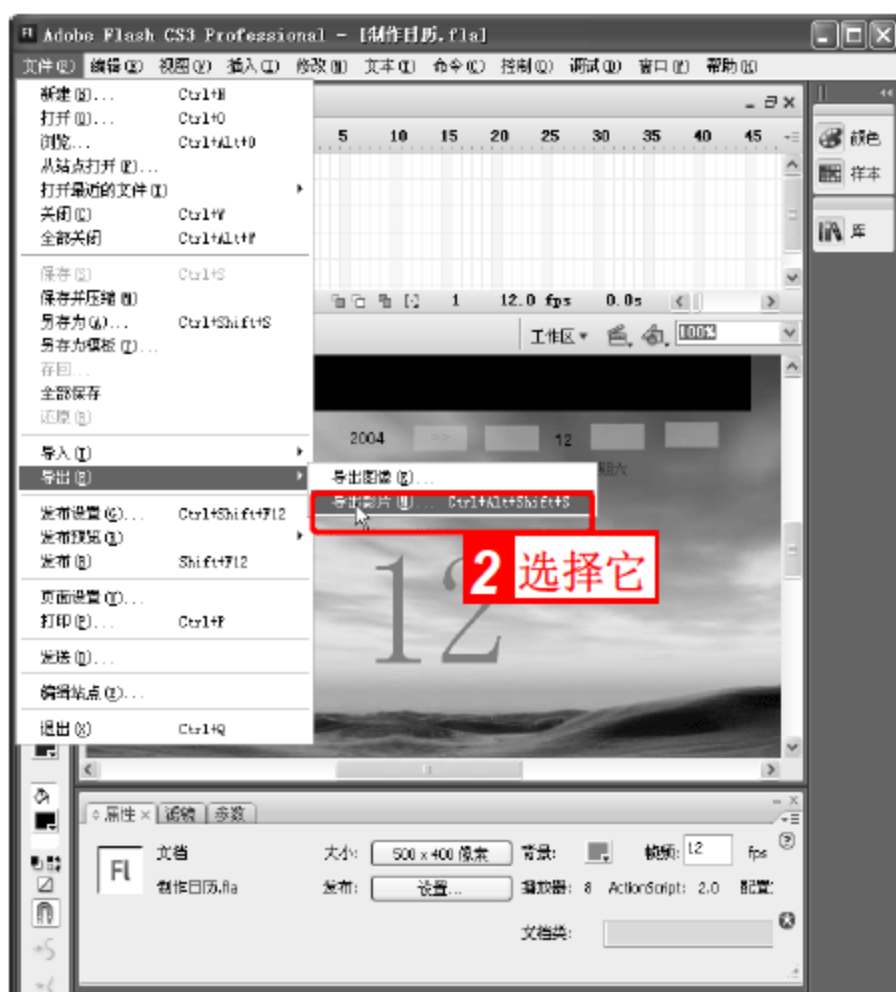 Adobe Flash CS3 Professional - [制作日历.fla]
文件(F) 编辑(E) 视图(V) 插入(I) 修改(M) 文本(T) 命令(C) 控制(O) 调试(D) 窗口(W) 帮助(H)
新建(N)... Ctrl+N
打开(O)... Ctrl+O
浏览... Ctrl+Alt+O
从站点打开(F)...
打开最近的文件(T)
关闭(C) Ctrl+W
全部关闭 Ctrl+Alt+W
保存(S) Ctrl+S
保存并压缩(M)
另存为(A)... Ctrl+Shift+S
另存为模板(T)...
存回...
全部保存
还原(R)
导入(I)
导出(E)
发布设置(G)... Ctrl+Shift+F12
发布预览(R)
发布(B) Shift+F12
页面设置(U)...
打印(P)... Ctrl+P
发送(D)...
编辑站点(E)...
退出(X) Ctrl+Q
5 10 15 20 25 30 35 40 45
1 12.0 fps 0.0s
工作区 100%
2004 >> 12
期六
导出图像(E)...
导出影片(M)... Ctrl+Alt+Shift+S
2 选择它
12
颜色
样本
库
属性 × 滤镜 参数
Fl 文档 大小: 500 x 400 像素 背景: 帧频: 12 fps
制作日历.fla 发布: 设置... 播放器: 8 ActionScript: 2.0 配置:
文档类: